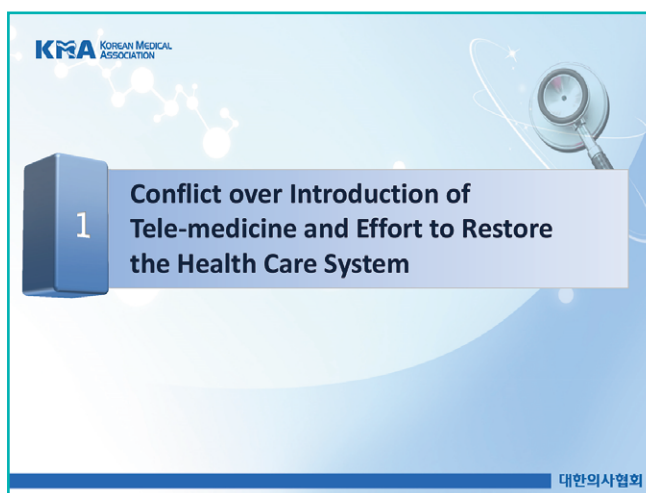 KMA KOREAN MEDICAL
ASSOCIATION
1
Conflict over Introduction of
Tele-medicine and Effort to Restore
the Health Care System
대한의사협회